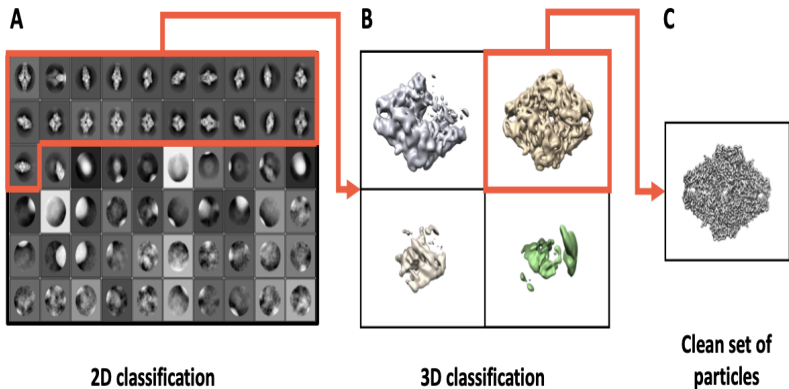 A
B
C
2D classification
3D classification
Clean set of
particles